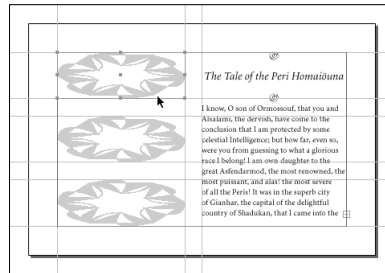 The Tale of the Peri Homaiöuna
I know, O son of Ormossouf, that you and
Alsalami, the dervish, have come to the
conclusion that I am protected by some
celestial Intelligence; but how far, even so,
were you from guessing to what a glorious
race I belong! I am own daughter to the
great Asfendarmod, the most renowned, the
most puissant, and alas! the most severe
of all the Peris! It was in the superb city
of Gianhar, the capital of the delightful
country of Shadukan, that I came into the